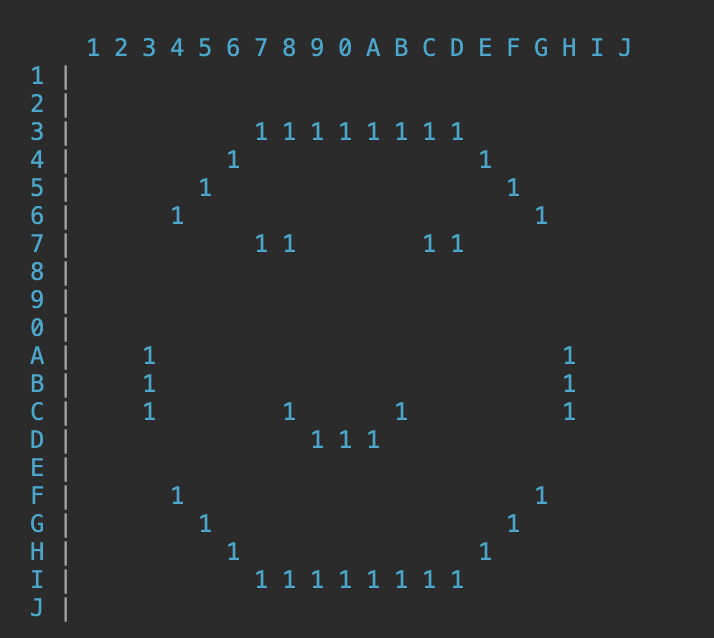 1 2 3 4 5 6 7 8 9 0 A B C D E F G H I J
1 |
2 |
3 |             1 1 1 1 1 1 1 1
4 |           1                 1
5 |         1                     1
6 |       1                         1
7 |             1 1         1 1
8 |
9 |
0 |
A |     1                             1
B |     1                             1
C |     1         1       1           1
D |                 1 1 1
E |
F |       1                         1
G |         1                     1
H |           1                 1
I |             1 1 1 1 1 1 1 1
J |